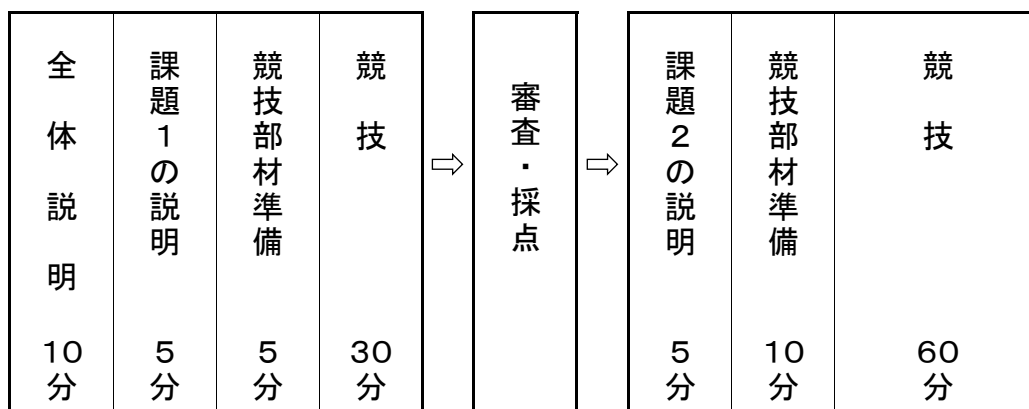 全体説明
10分
課題1の説明
5分
競技部材準備
5分
競技
30分
⇨
審査・採点
⇨
課題2の説明
5分
競技部材準備
10分
競技
60分